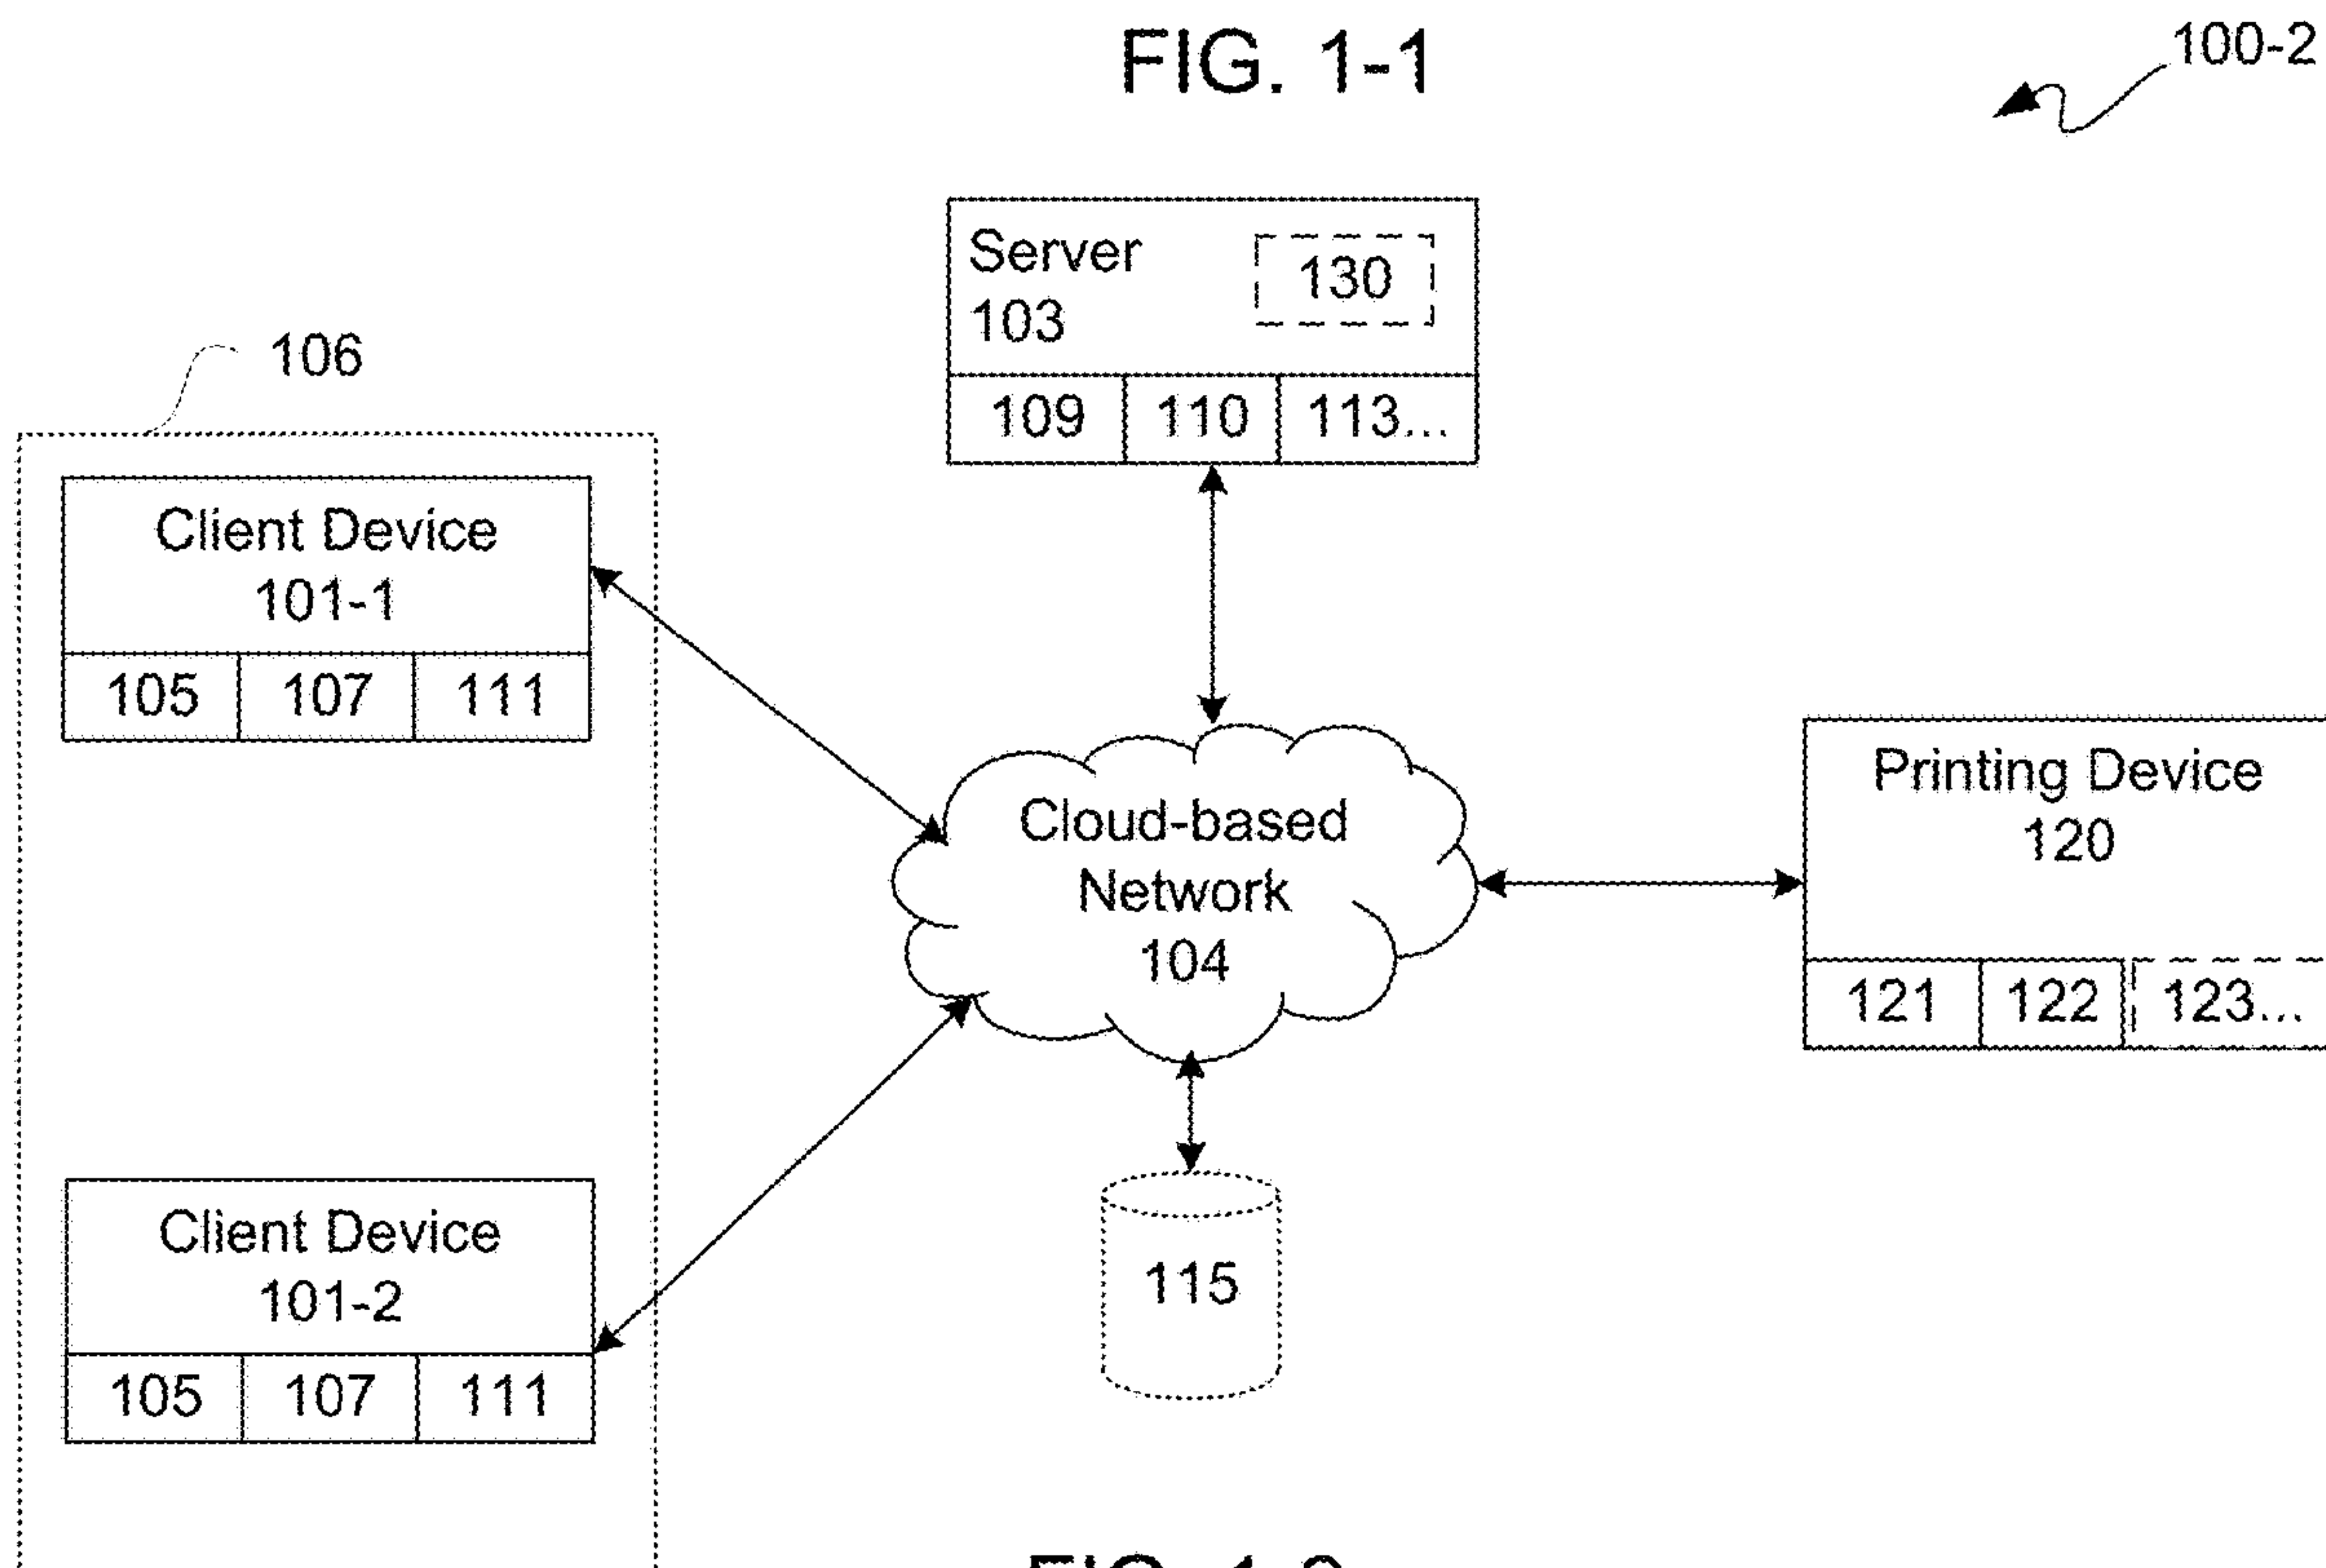 FIG. 1-1
100-2
Server
103
130
109 110 113...
106
Client Device
101-1
105 107 111
Cloud-based
Network
104
Printing Device
120
121 122 123...
115
Client Device
101-2
105 107 111